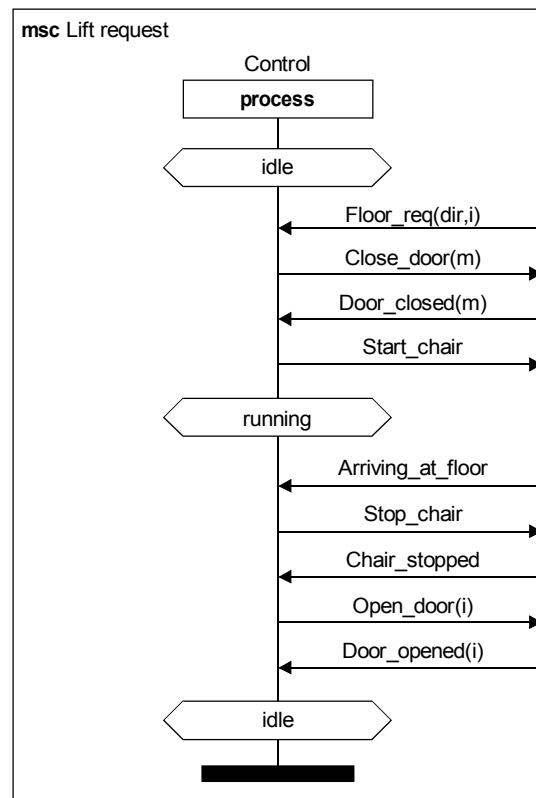 msc Lift request
Control
process
idle
Floor_req(dir,i)
Close_door(m)
Door_closed(m)
Start_chair
running
Arriving_at_floor
Stop_chair
Chair_stopped
Open_door(i)
Door_opened(i)
idle